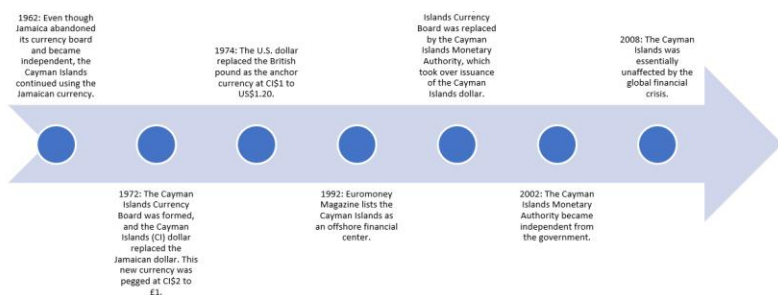 1962: Even though
Jamaica abandoned
its currency board
and became
independent, the
Cayman Islands
continued using the
Jamaican currency.
1972: The Cayman
Islands Currency
Board was formed,
and the Cayman
Islands (CI) dollar
replaced the
Jamaican dollar. This
new currency was
pegged at CI$2 to
£1.
1974: The U.S. dollar
replaced the British
pound as the anchor
currency at CI$1 to
US$1.20.
1992: Euromoney
Magazine lists the
Cayman Islands as
an offshore financial
center.
Islands Currency
Board was replaced
by the Cayman
Islands Monetary
Authority, which
took over issuance
of the Cayman
Islands dollar.
2002: The Cayman
Islands Monetary
Authority became
independent from
the government.
2008: The Cayman
Islands was
essentially
unaffected by the
global financial
crisis.